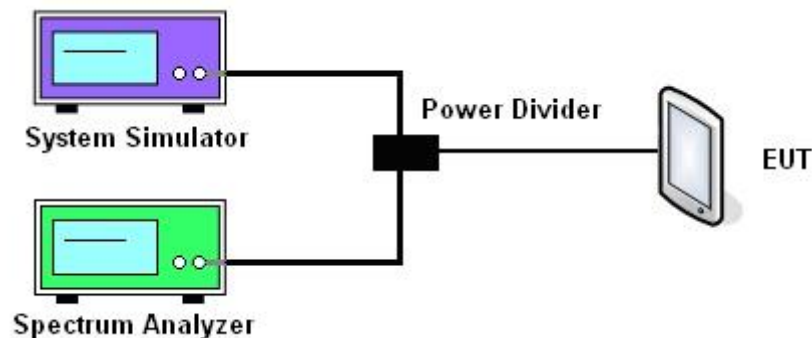 System Simulator
Power Divider
EUT
Spectrum Analyzer